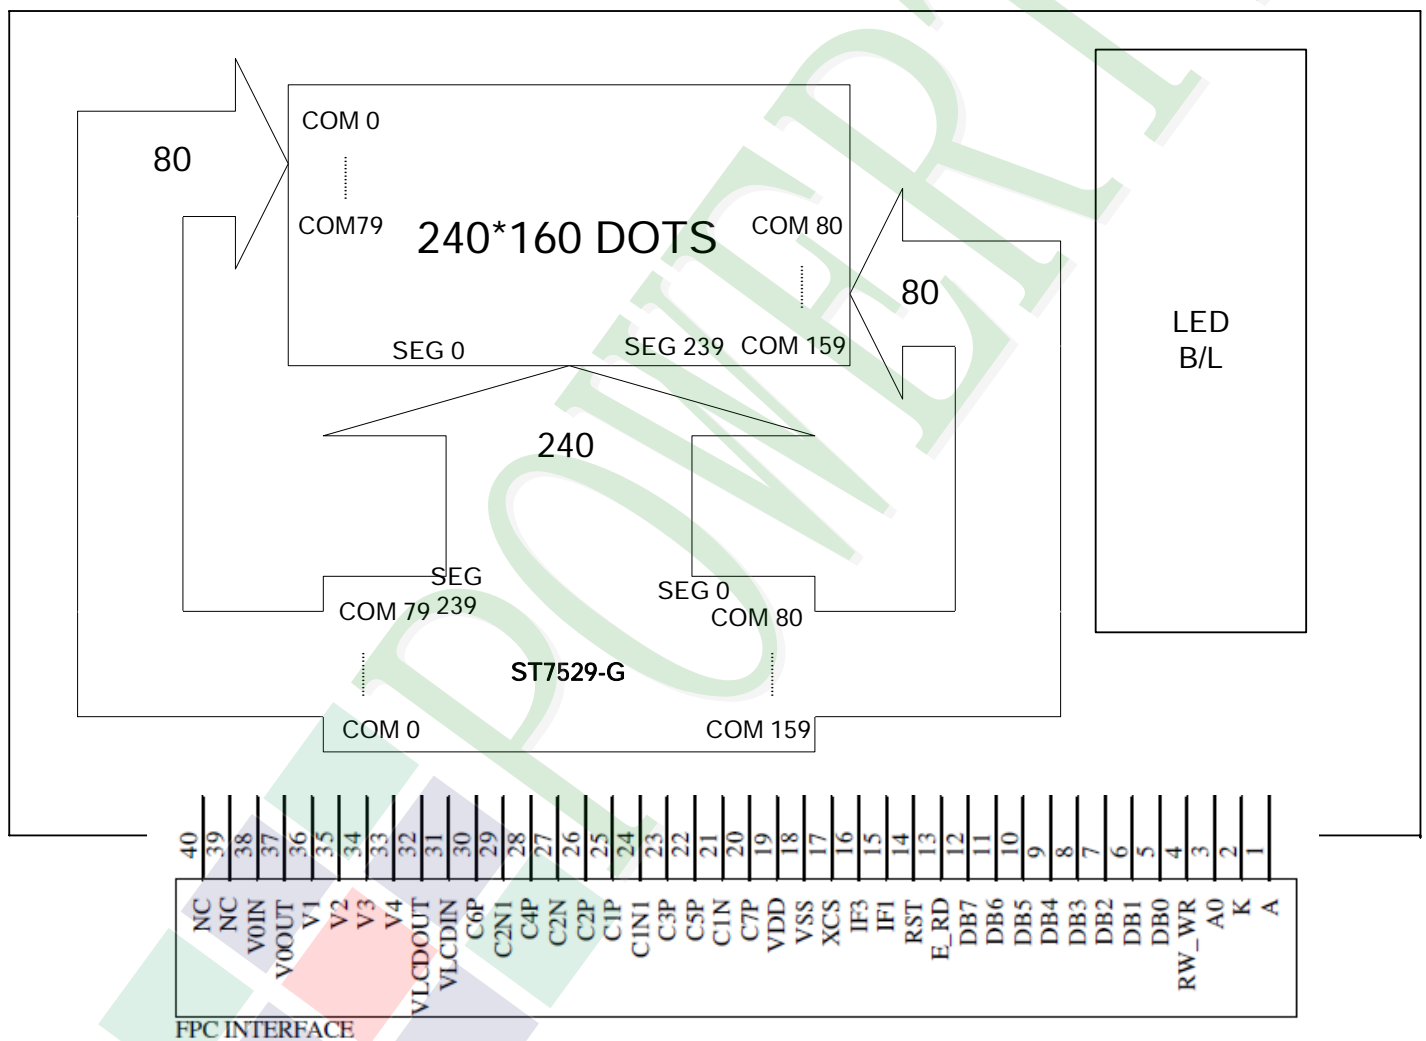 COM 0
80
COM79
240*160 DOTS
COM 80
80
LED
B/L
SEG 0
SEG 239
COM 159
240
SEG
239
SEG 0
COM 79
COM 80
ST7529-G
COM 0
COM 159
40 39 38 37 36 35 34 33 32 31 30 29 28 27 26 25 24 23 22 21 20 19 18 17 16 15 14 13 12 11 10 9 8 7 6 5 4 3 2 1
NC NC V0IN V0OUT V1 V2 V3 V4 VLCDOUT VLCDIN C6P C2N1 C4P C2N C2P C1P C1N1 C3P C5P C1N C7P VDD VSS XCS IF3 IF1 RST E_RD DB7 DB6 DB5 DB4 DB3 DB2 DB1 DB0 RW_WR A0 K A
FPC INTERFACE
POWERT